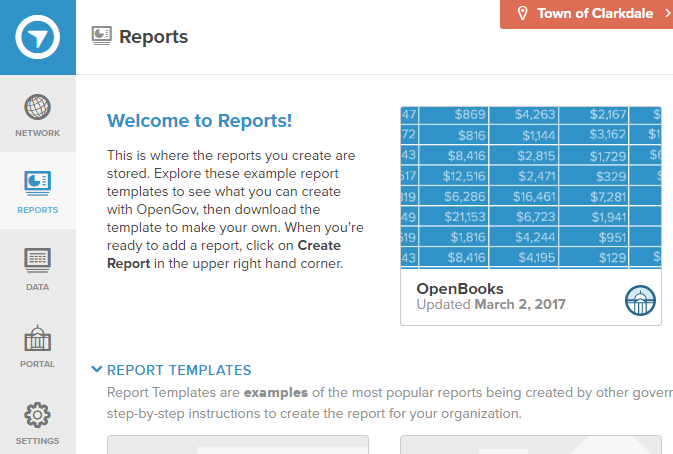 Town of Clarkdale
Reports
NETWORK
REPORTS
DATA
PORTAL
SETTINGS
Welcome to Reports!
This is where the reports you create are
stored. Explore these example report
templates to see what you can create
with OpenGov, then download the
template to make your own. When you're
ready to add a report, click on Create
Report in the upper right hand corner.
47 $869 $4,263 $2,167 $
72 $816 $1,144 $3,162 $1
43 $8,416 $2,815 $1,729
517 $12,516 $2,471 $329
319 $6,286 $16,461 $7,281
49 $21,153 $6,723 $1,941
519 $1,816 $4,244 $951
43 $8,416 $4,195 $129 $
OpenBooks
Updated March 2, 2017
REPORT TEMPLATES
Report Templates are examples of the most popular reports being created by other gover
step-by-step instructions to create the report for your organization.